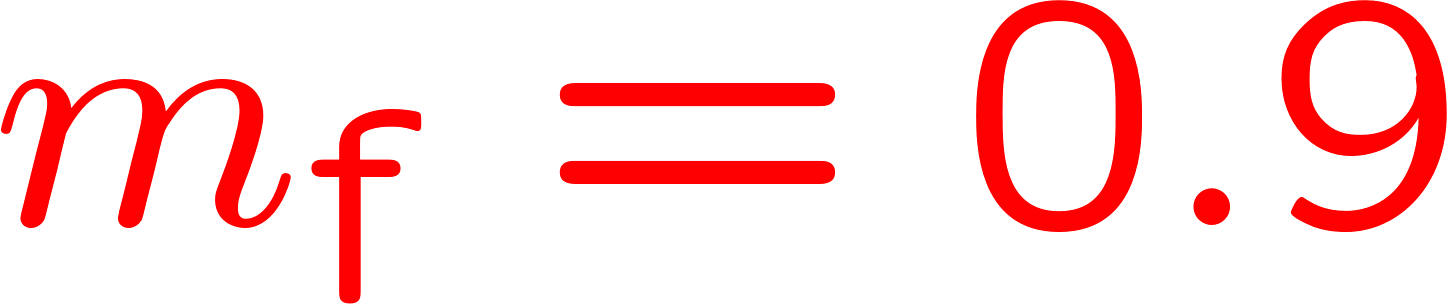 m_f = 0.9